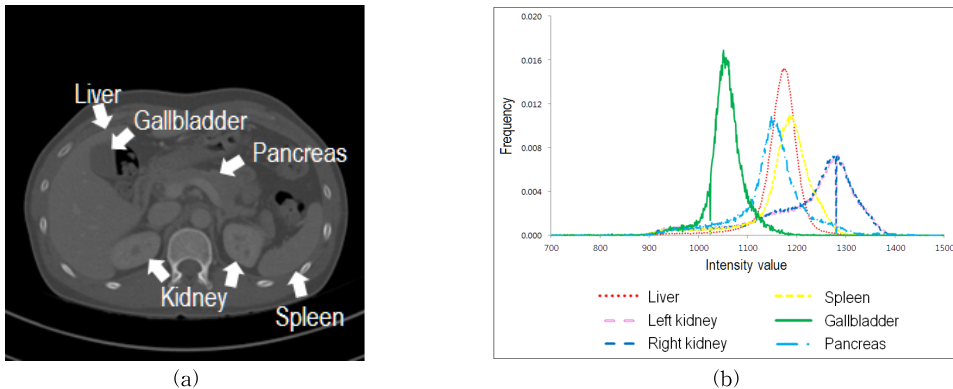 Liver
Gallbladder
Pancreas
Kidney
Spleen
(a)
Frequency
0.020
0.016
0.012
0.008
0.004
0.000
700 800 900 1000 1100 1200 1300 1400 1500
Intensity value
Liver Spleen
Left kidney Gallbladder
Right kidney Pancreas
(b)